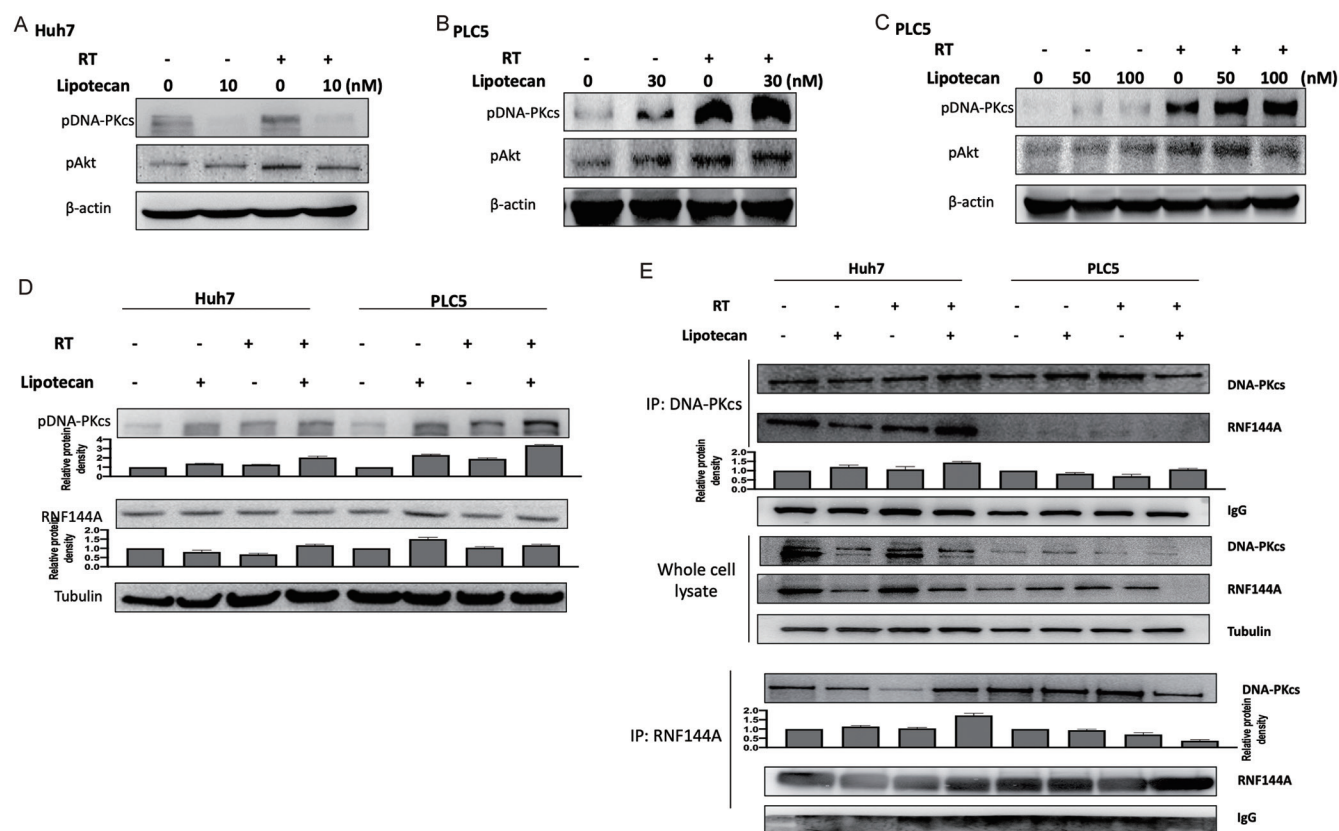 A Huh7
RT - - + +
Lipotecan 0 10 0 10 (nM)
pDNA-PKcs
pAkt
β-actin
B PLC5
RT - - + +
Lipotecan 0 30 0 30 (nM)
pDNA-PKcs
pAkt
β-actin
C PLC5
RT - - - + + +
Lipotecan 0 50 100 0 50 100 (nM)
pDNA-PKcs
pAkt
β-actin
D
Huh7 PLC5
RT - - + + - - + +
Lipotecan - + - + - + - +
pDNA-PKcs
Relative protein density
4
3
2
1
0
RNF144A
Relative protein density
2.0
1.5
1.0
0.5
0.0
Tubulin
E
Huh7 PLC5
RT - - + + - - + +
Lipotecan - + - + - + - +
IP: DNA-PKcs
DNA-PKcs
RNF144A
Relative protein density
2.0
1.5
1.0
0.5
0.0
IgG
Whole cell lysate
DNA-PKcs
RNF144A
Tubulin
IP: RNF144A
DNA-PKcs
2.0
1.5
1.0
0.5
0.0
Relative protein density
RNF144A
IgG